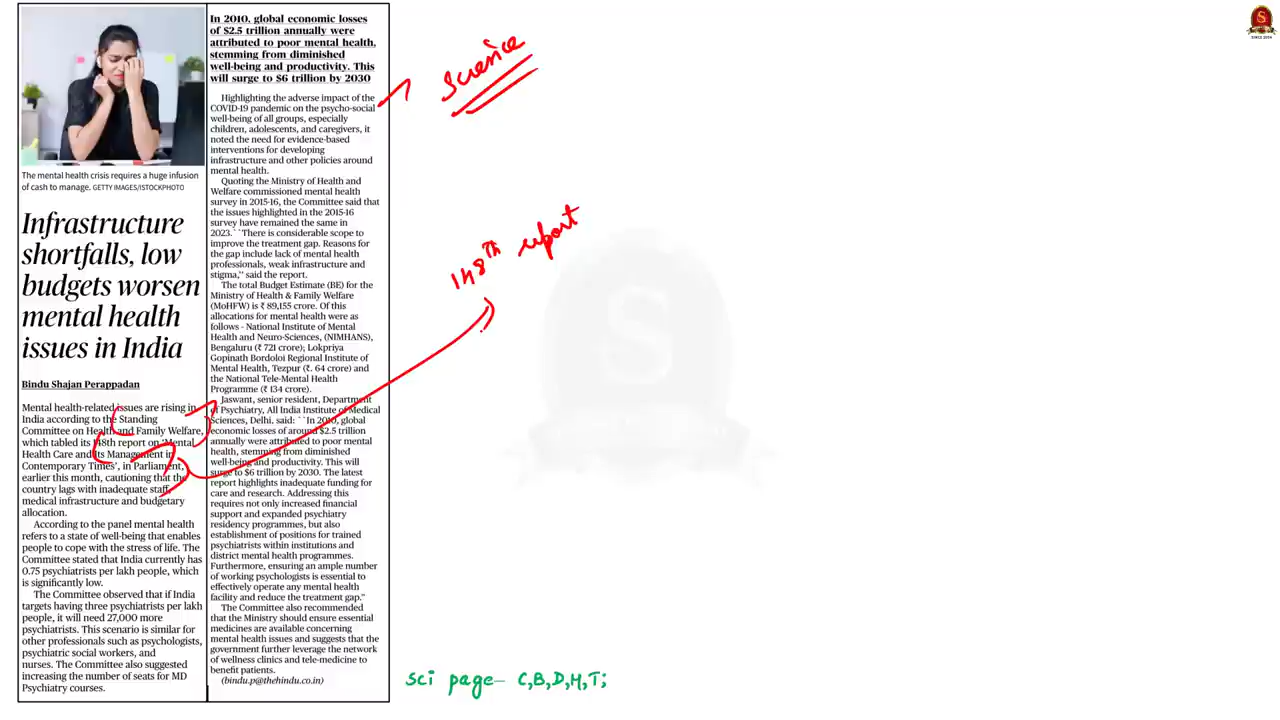 The mental health crisis requires a huge infusion
of cash to manage. GETTY IMAGES/ISTOCKPHOTO
Infrastructure
shortfalls, low
budgets worsen
mental health
issues in India
Bindu Shajan Perappadan
Mental health-related issues are rising in
India according to the Standing
Committee on Health and Family Welfare,
which tabled its 148th report on ‘Mental
Health Care and Its Management in
Contemporary Times’, in Parliament,
earlier this month, cautioning that the
country lags with inadequate staff,
medical infrastructure and budgetary
allocation.
According to the panel mental health
refers to a state of well-being that enables
people to cope with the stress of life. The
Committee stated that India currently has
0.75 psychiatrists per lakh people, which
is significantly low.
The Committee observed that if India
targets having three psychiatrists per lakh
people, it will need 27,000 more
psychiatrists. This scenario is similar for
other professionals such as psychologists,
psychiatric social workers, and
nurses. The Committee also suggested
increasing the number of seats for MD
Psychiatry courses.
In 2010, global economic losses
of $2.5 trillion annually were
attributed to poor mental health,
stemming from diminished
well-being and productivity. This
will surge to $6 trillion by 2030
Highlighting the adverse impact of the
COVID-19 pandemic on the psycho-social
well-being of all groups, especially
children, adolescents, and caregivers, it
noted the need for evidence-based
interventions for developing
infrastructure and other policies around
mental health.
Quoting the Ministry of Health and
Welfare commissioned mental health
survey in 2015-16, the Committee said that
the issues highlighted in the 2015-16
survey have remained the same in
2023.``There is considerable scope to
improve the treatment gap. Reasons for
the gap include lack of mental health
professionals, weak infrastructure and
stigma,’’ said the report.
The total Budget Estimate (BE) for the
Ministry of Health & Family Welfare
(MoHFW) is ₹ 89,155 crore. Of this
allocations for mental health were as
follows - National Institute of Mental
Health and Neuro-Sciences, (NIMHANS),
Bengaluru (₹ 721 crore); Lokpriya
Gopinath Bordoloi Regional Institute of
Mental Health, Tezpur (₹. 64 crore) and
the National Tele-Mental Health
Programme (₹ 134 crore).
Jaswant, senior resident, Department
of Psychiatry, All India Institute of Medical
Sciences, Delhi. said: ``In 2010, global
economic losses of around $2.5 trillion
annually were attributed to poor mental
health, stemming from diminished
well-being and productivity. This will
surge to $6 trillion by 2030. The latest
report highlights inadequate funding for
care and research. Addressing this
requires not only increased financial
support and expanded psychiatry
residency programmes, but also
establishment of positions for trained
psychiatrists within institutions and
district mental health programmes.
Furthermore, ensuring an ample number
of working psychologists is essential to
effectively operate any mental health
facility and reduce the treatment gap.”
The Committee also recommended
that the Ministry should ensure essential
medicines are available concerning
mental health issues and suggests that the
government further leverage the network
of wellness clinics and tele-medicine to
benefit patients.
(bindu.p@thehindu.co.in)
Science
148th report
sci page- C,B,D,H,T;
S
SINCE 2004
S